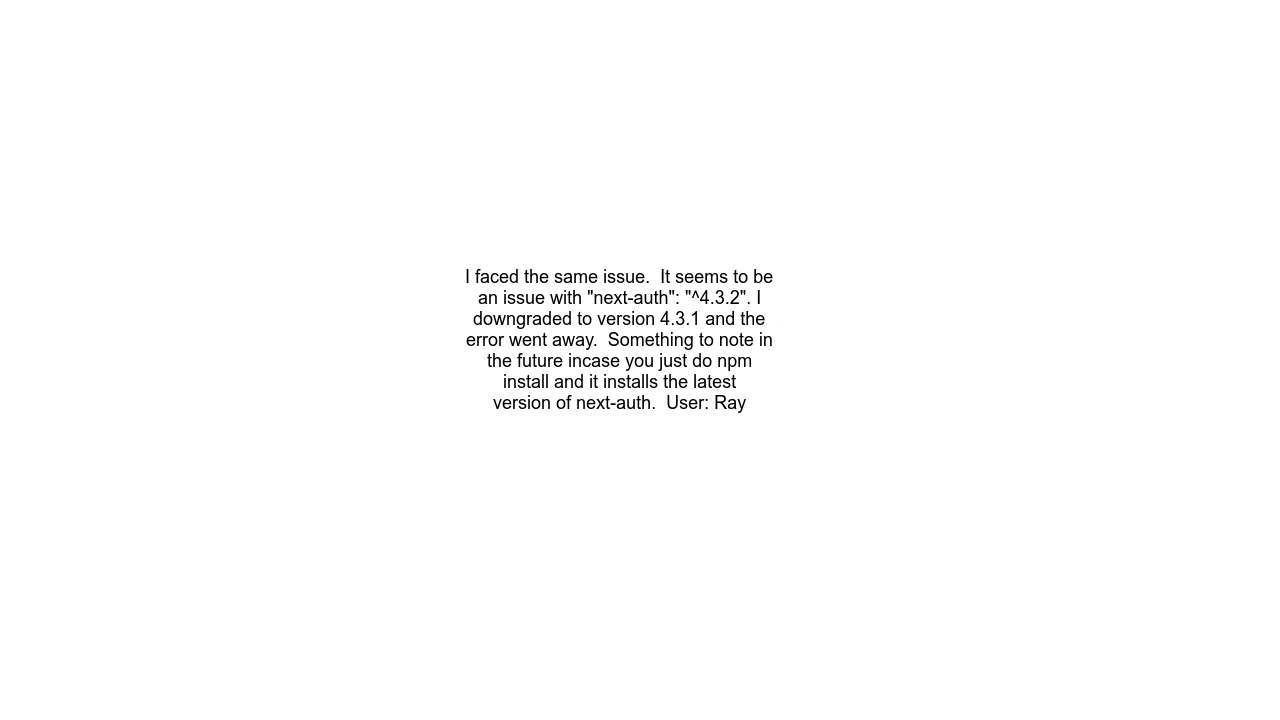 I faced the same issue.  It seems to be
an issue with "next-auth": "^4.3.2". I
downgraded to version 4.3.1 and the
error went away.  Something to note in
the future incase you just do npm
install and it installs the latest
version of next-auth.  User: Ray